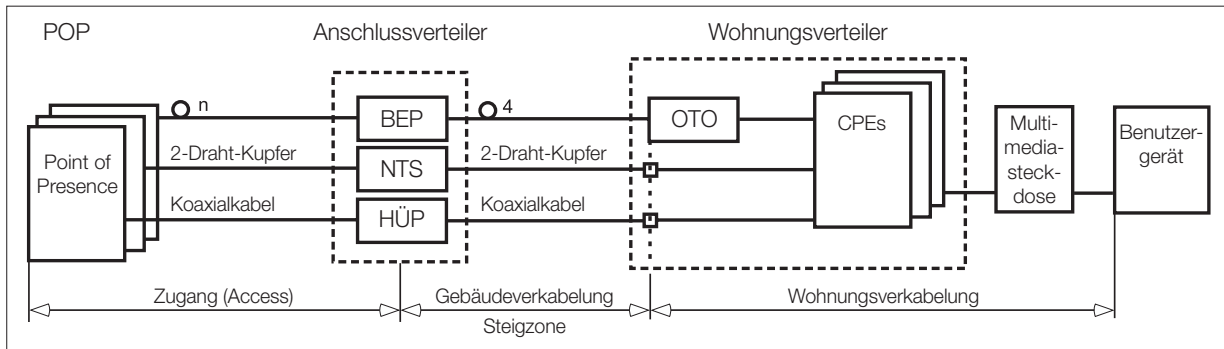 POP
Anschlussverteiler
Wohnungsverteiler
n
4
BEP
OTO
CPEs
Point of
Presence
2-Draht-Kupfer
NTS
2-Draht-Kupfer
Koaxialkabel
HÜP
Koaxialkabel
Multi-
media-
steck-
dose
Benutzer-
gerät
Zugang (Access)
Gebäudeverkabelung
Steigzone
Wohnungsverkabelung